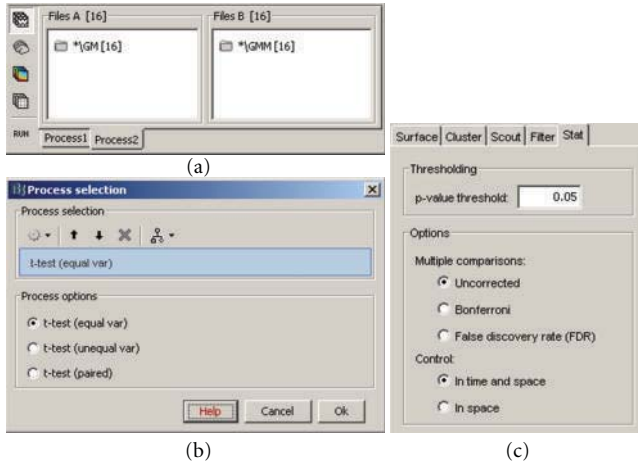 Files A [16]
Files B [16]
*\GM [16]
*\GMM [16]
RUN
Process1
Process2
(a)
Process selection
Process selection
t-test (equal var)
Process options
t-test (equal var)
t-test (unequal var)
t-test (paired)
Help
Cancel
Ok
(b)
Surface
Cluster
Scout
Filter
Stat
Thresholding
p-value threshold:
0.05
Options
Multiple comparisons:
Uncorrected
Bonferroni
False discovery rate (FDR)
Control:
In time and space
In space
(c)